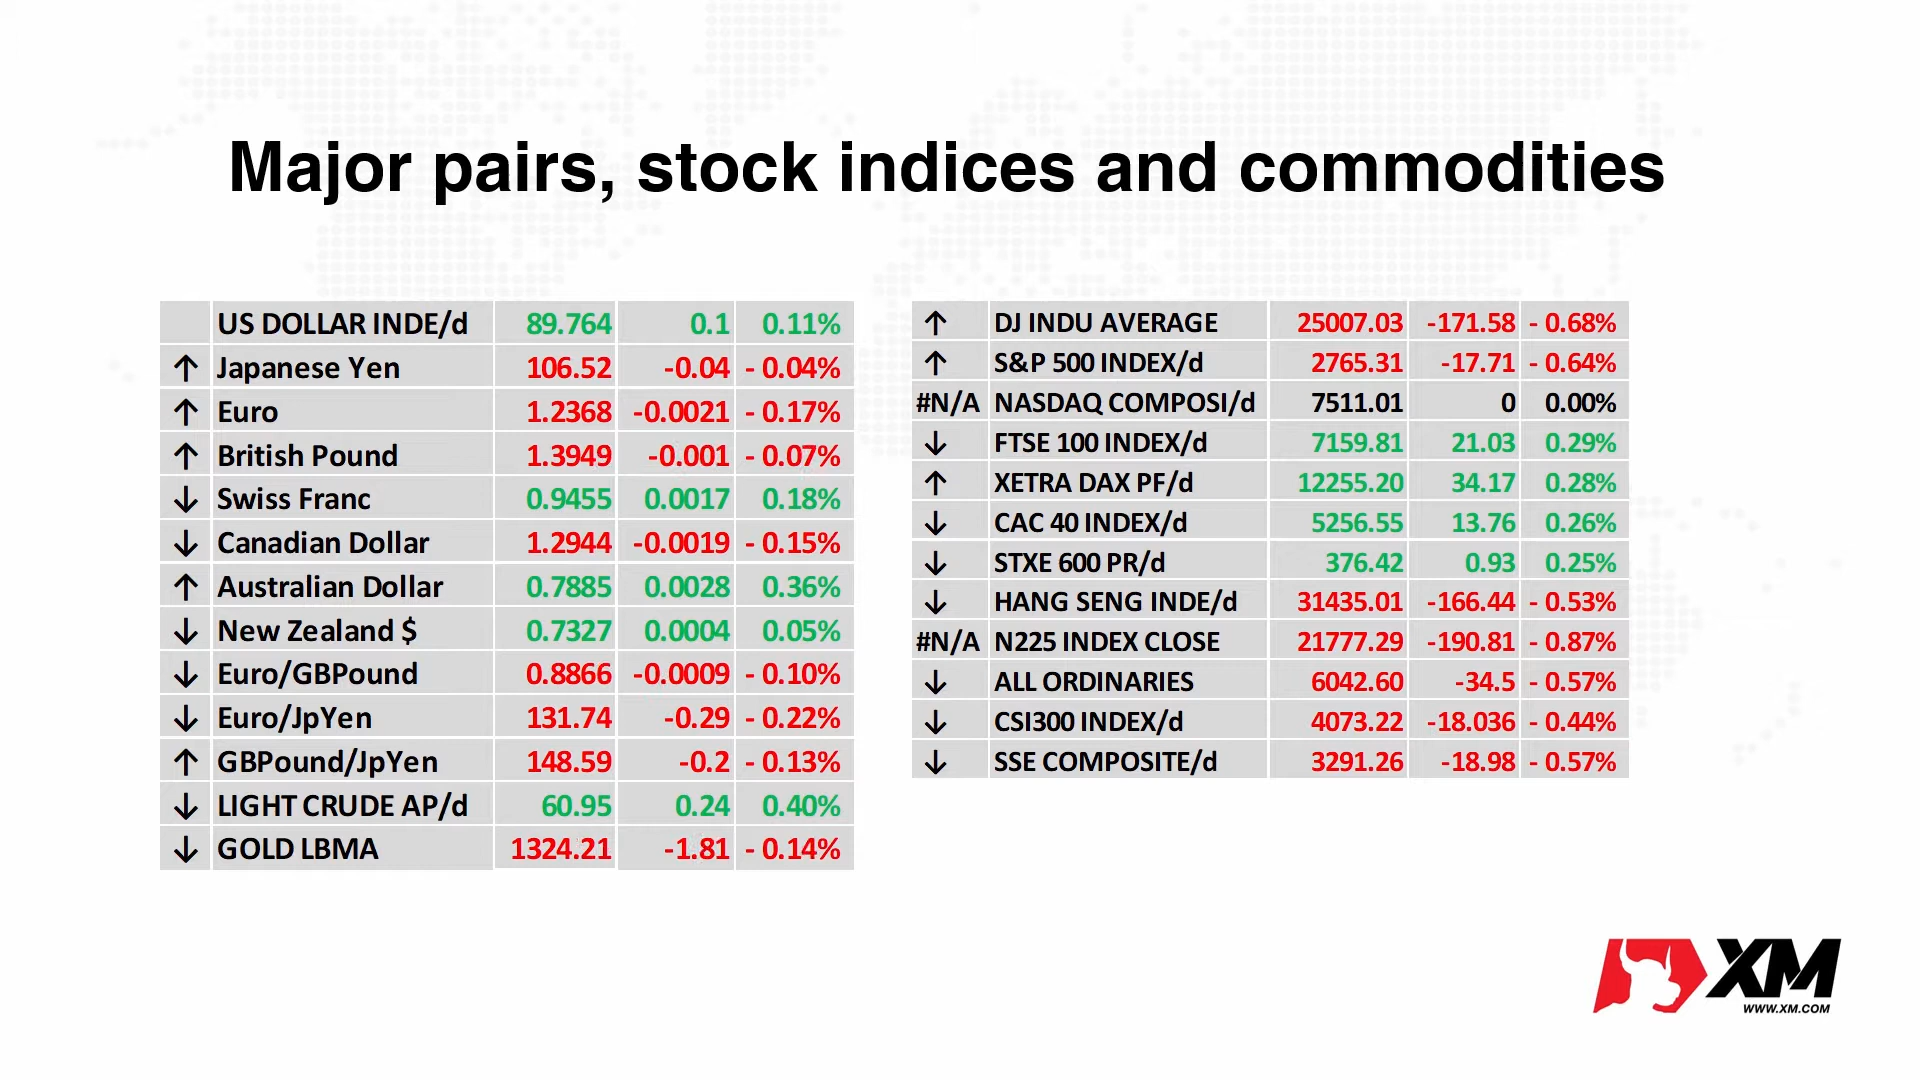 Major pairs, stock indices and commodities
US DOLLAR INDE/d 89.764 0.1 0.11%
↑ Japanese Yen 106.52 -0.04 - 0.04%
↑ Euro 1.2368 -0.0021 - 0.17%
↑ British Pound 1.3949 -0.001 - 0.07%
↓ Swiss Franc 0.9455 0.0017 0.18%
↓ Canadian Dollar 1.2944 -0.0019 - 0.15%
↑ Australian Dollar 0.7885 0.0028 0.36%
↓ New Zealand $ 0.7327 0.0004 0.05%
↓ Euro/GBPound 0.8866 -0.0009 - 0.10%
↓ Euro/JpYen 131.74 -0.29 - 0.22%
↑ GBPound/JpYen 148.59 -0.2 - 0.13%
↓ LIGHT CRUDE AP/d 60.95 0.24 0.40%
↓ GOLD LBMA 1324.21 -1.81 - 0.14%
↑ DJ INDU AVERAGE 25007.03 -171.58 - 0.68%
↑ S&P 500 INDEX/d 2765.31 -17.71 - 0.64%
#N/A NASDAQ COMPOSI/d 7511.01 0 0.00%
↓ FTSE 100 INDEX/d 7159.81 21.03 0.29%
↑ XETRA DAX PF/d 12255.20 34.17 0.28%
↓ CAC 40 INDEX/d 5256.55 13.76 0.26%
↓ STXE 600 PR/d 376.42 0.93 0.25%
↓ HANG SENG INDE/d 31435.01 -166.44 - 0.53%
#N/A N225 INDEX CLOSE 21777.29 -190.81 - 0.87%
↓ ALL ORDINARIES 6042.60 -34.5 - 0.57%
↓ CSI300 INDEX/d 4073.22 -18.036 - 0.44%
↓ SSE COMPOSITE/d 3291.26 -18.98 - 0.57%
XM
WWW.XM.COM